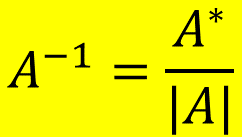 A⁻¹ = A* / |A|